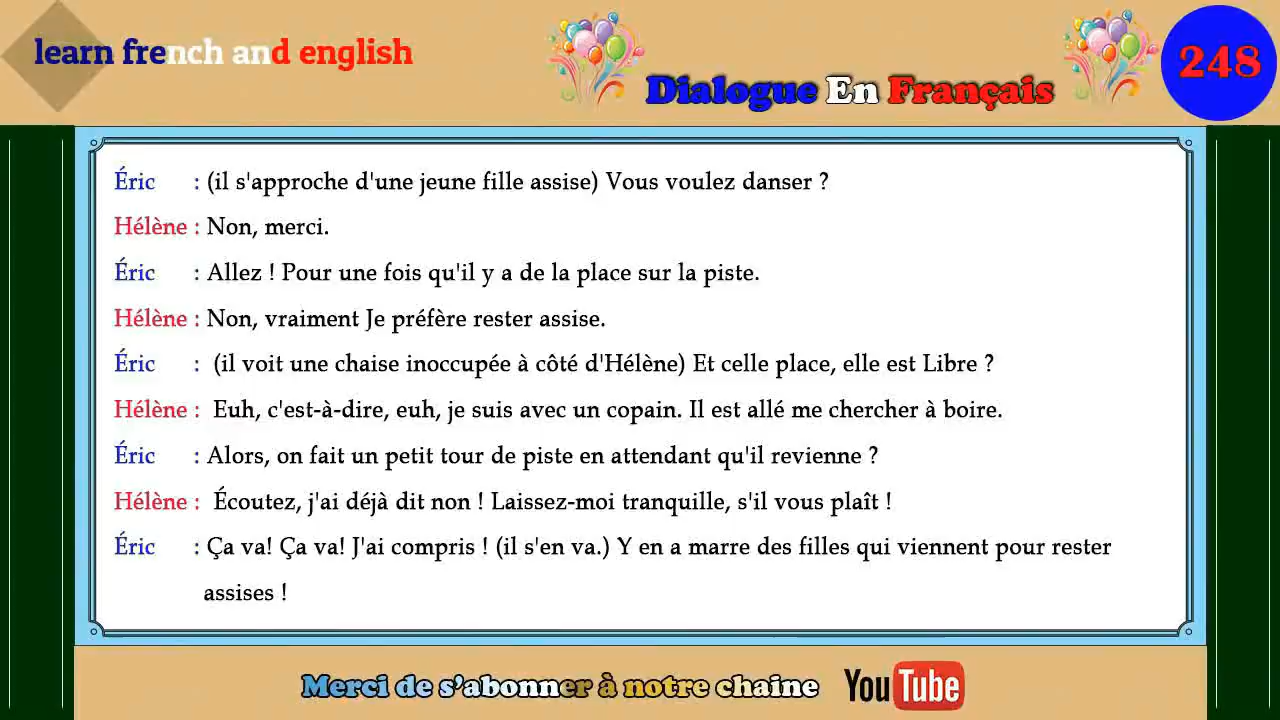 learn french and english
Dialogue En Français
248
Éric : (il s'approche d'une jeune fille assise) Vous voulez danser ?
Hélène : Non, merci.
Éric : Allez ! Pour une fois qu'il y a de la place sur la piste.
Hélène : Non, vraiment Je préfère rester assise.
Éric : (il voit une chaise inoccupée à côté d'Hélène) Et celle place, elle est Libre ?
Hélène : Euh, c'est-à-dire, euh, je suis avec un copain. Il est allé me chercher à boire.
Éric : Alors, on fait un petit tour de piste en attendant qu'il revienne ?
Hélène : Écoutez, j'ai déjà dit non ! Laissez-moi tranquille, s'il vous plaît !
Éric : Ça va! Ça va! J'ai compris ! (il s'en va.) Y en a marre des filles qui viennent pour rester
assises !
Merci de s'abonner à notre chaine
YouTube